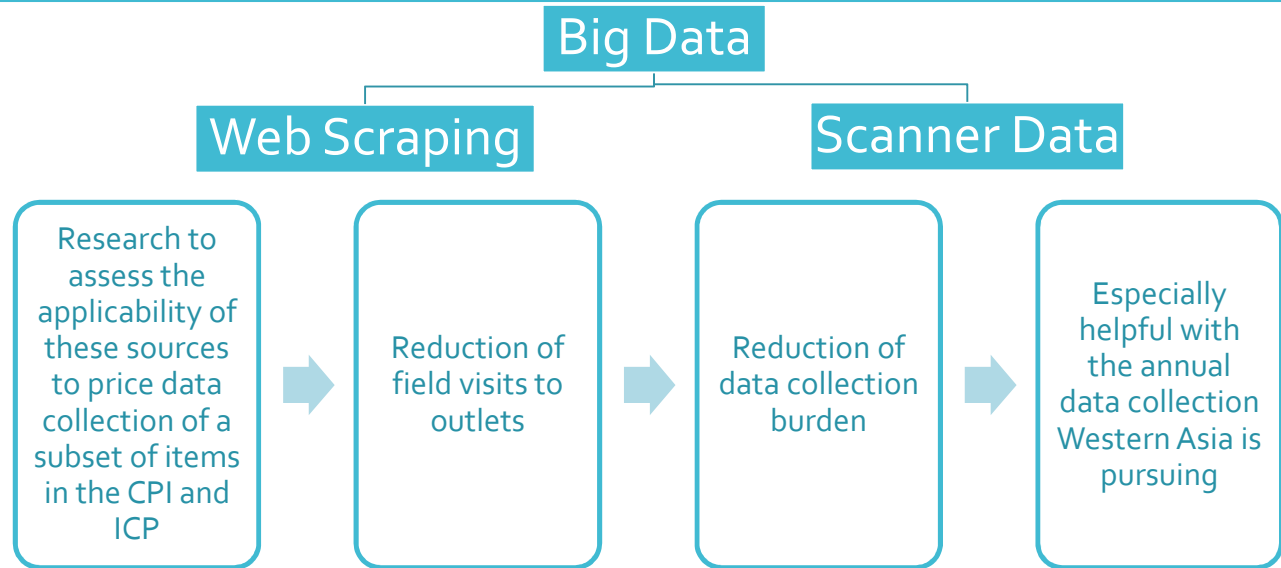 Big Data
Web Scraping
Scanner Data
Research to
assess the
applicability of
these sources
to price data
collection of a
subset of items
in the CPI and
ICP
Reduction of
field visits to
outlets
Reduction of
data collection
burden
Especially
helpful with
the annual
data collection
Western Asia is
pursuing